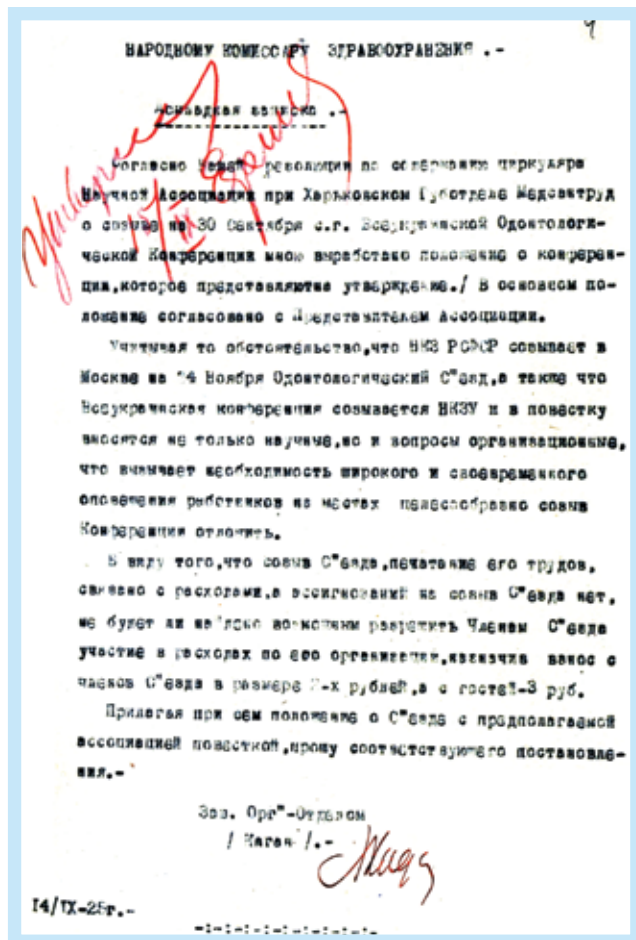 НАРОДНОМУ КОМИССАРУ ЗДРАВООХРАНЕНИЯ .-
Докладная записка .-
Согласно Вашей резолюции по содержанию циркуляра
Научной Ассоциации при Харьковском Губотделе Медсантруд
о созыве на 30 Сентября с.г. Всеукраинской Одонтологи-
ческой Конференции мною выработано положение о конферен-
ции,которое представляю на утверждение./ В основном по-
ложение согласовано с Представителем Ассоциации.
Учитывая то обстоятельство,что НКЗ РСФСР созывает в
Москве на 24 Ноября Одонтологический С"езд,а также что
Всеукраинская конференция созывается НКЗУ и в повестку
вносятся не только научные,но и вопросы организационные,
что вызывает необходимость широкого и своевременного
оповещения работников на местах целесообразно созыв
Конференции отложить.
В виду того,что созыв С"езда,печатание его трудов,
связано с расходами,а ассигнований на созыв С"езда нет,
не будет ли возможным разрешить Членам С"езда
участие в расходах по его организации,назначив взнос с
членов С"езда в размере рублей,а с гостей-3 руб.
Прилагая при сем положение о С"езде с предполагаемой
ассоциацией повесткой,прошу соответствующего постановле-
ния.-
Зав. Орг"-Отделом
/ Каган /.-
14/IX-25г.-
-:-:-:-:-:-:-:-:-:-